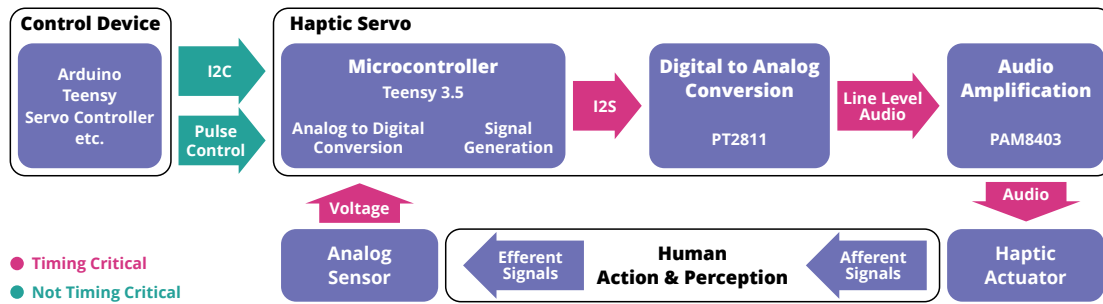 Control Device
Arduino
Teensy
Servo Controller
etc.
I2C
Pulse
Control
Haptic Servo
Microcontroller
Teensy 3.5
Analog to Digital
Conversion
Signal
Generation
I2S
Digital to Analog
Conversion
PT2811
Line Level
Audio
Audio
Amplification
PAM8403
Voltage
Audio
Analog
Sensor
Efferent
Signals
Human
Action & Perception
Afferent
Signals
Haptic
Actuator
Timing Critical
Not Timing Critical